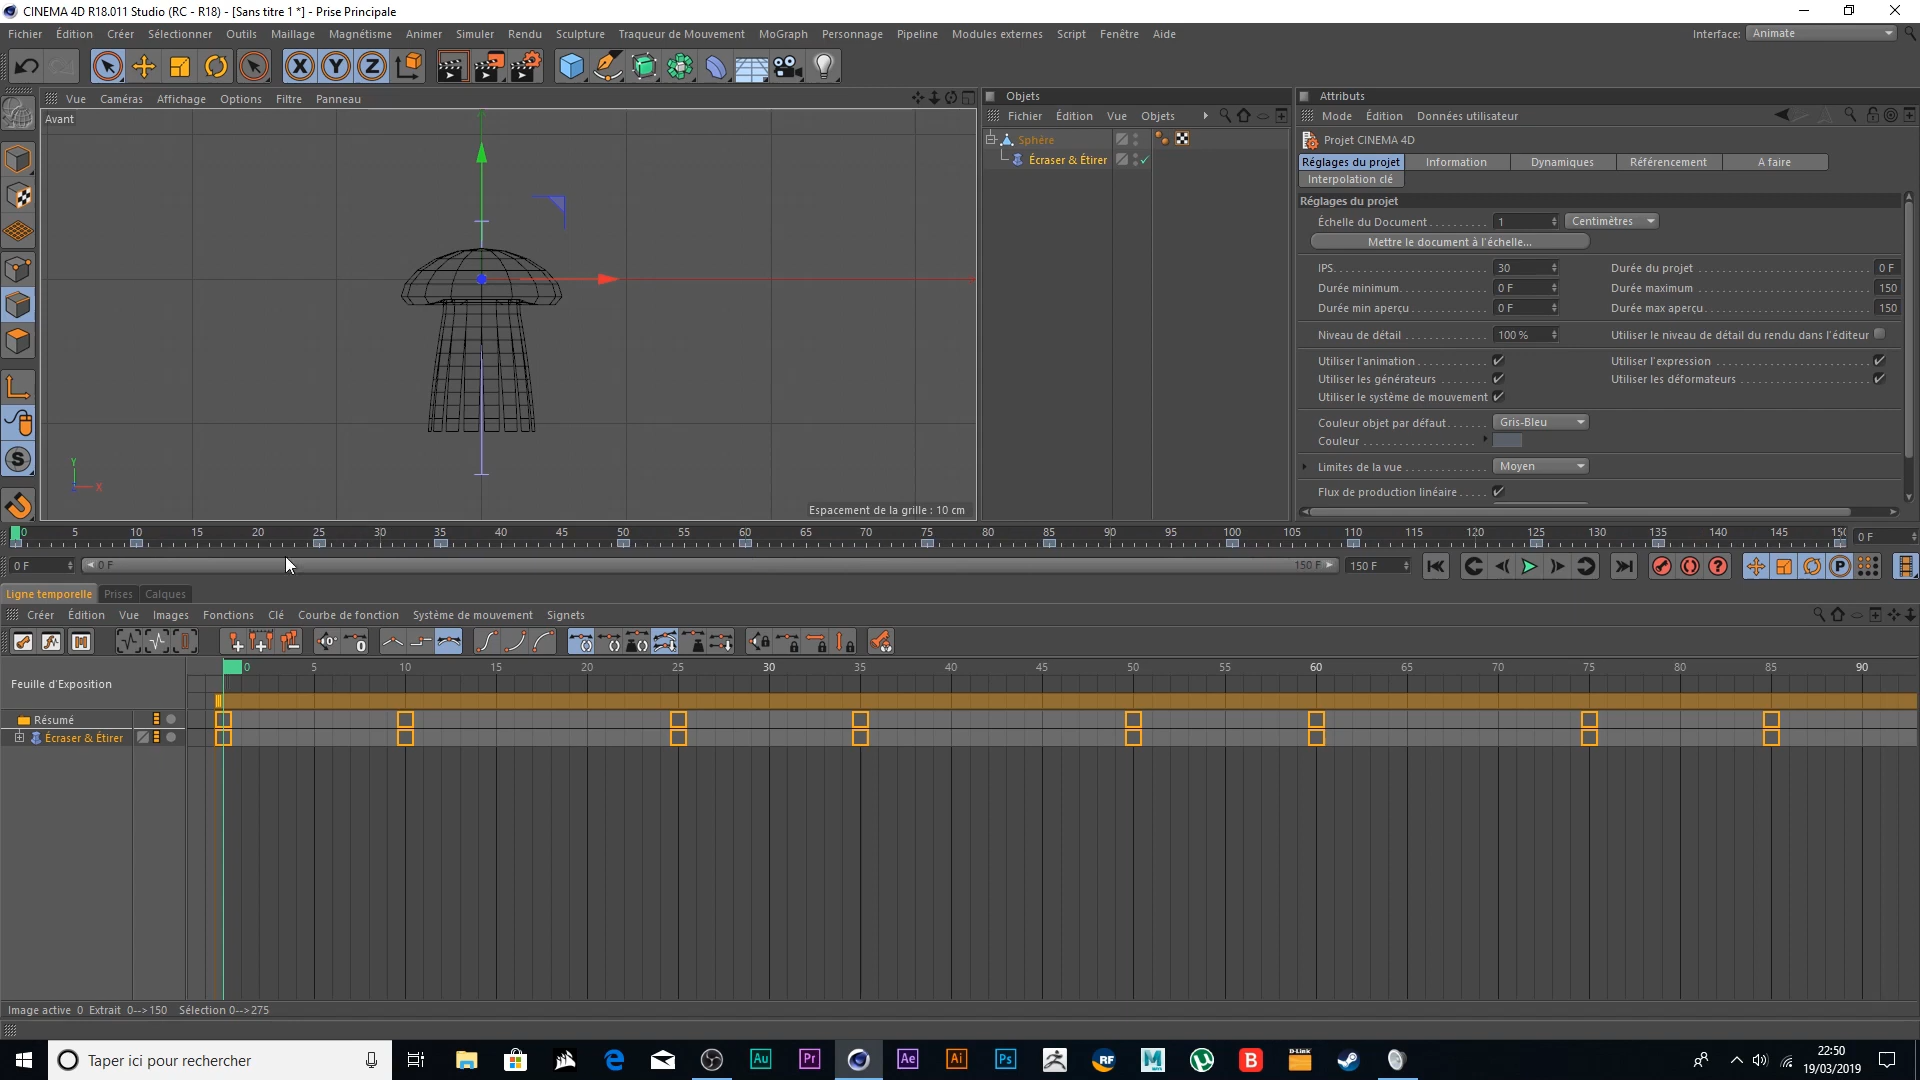 CINEMA 4D R18.011 Studio (RC - R18) - [Sans titre 1 *] - Prise Principale
Fichier Édition Créer Sélectionner Outils Maillage Magnétisme Animer Simuler Rendu Sculpture Traqueur de Mouvement MoGraph Personnage Pipeline Modules externes Script Fenêtre Aide Interface: Animate
X Y Z
Vue Caméras Affichage Options Filtre Panneau
Avant
Y
X
Espacement de la grille : 10 cm
Objets
Fichier Édition Vue Objets
Sphère
Écraser & Étirer
Attributs
Mode Édition Données utilisateur
Projet CINEMA 4D
Réglages du projet Information Dynamiques Référencement A faire
Interpolation clé
Réglages du projet
Échelle du Document 1 Centimètres
Mettre le document à l'échelle...
IPS 30 Durée du projet 0 F
Durée minimum 0 F Durée maximum 150
Durée min aperçu 0 F Durée max aperçu 150
Niveau de détail 100 % Utiliser le niveau de détail du rendu dans l'éditeur
Utiliser l'animation Utiliser l'expression
Utiliser les générateurs Utiliser les déformateurs
Utiliser le système de mouvement
Couleur objet par défaut Gris-Bleu
Couleur
Limites de la vue Moyen
Flux de production linéaire
0 5 10 15 20 25 30 35 40 45 50 55 60 65 70 75 80 85 90 95 100 105 110 115 120 125 130 135 140 145 150 0 F
0 F 0 F 150 F 150 F
Ligne temporelle Prises Calques
Créer Édition Vue Images Fonctions Clé Courbe de fonction Système de mouvement Signets
0 5 10 15 20 25 30 35 40 45 50 55 60 65 70 75 80 85 90
Feuille d'Exposition
Résumé
Écraser & Étirer
Image active 0 Extrait 0-->150 Sélection 0-->275
Taper ici pour rechercher
Au Pr Ae Ai Ps RF M B D-Link
22:50
19/03/2019